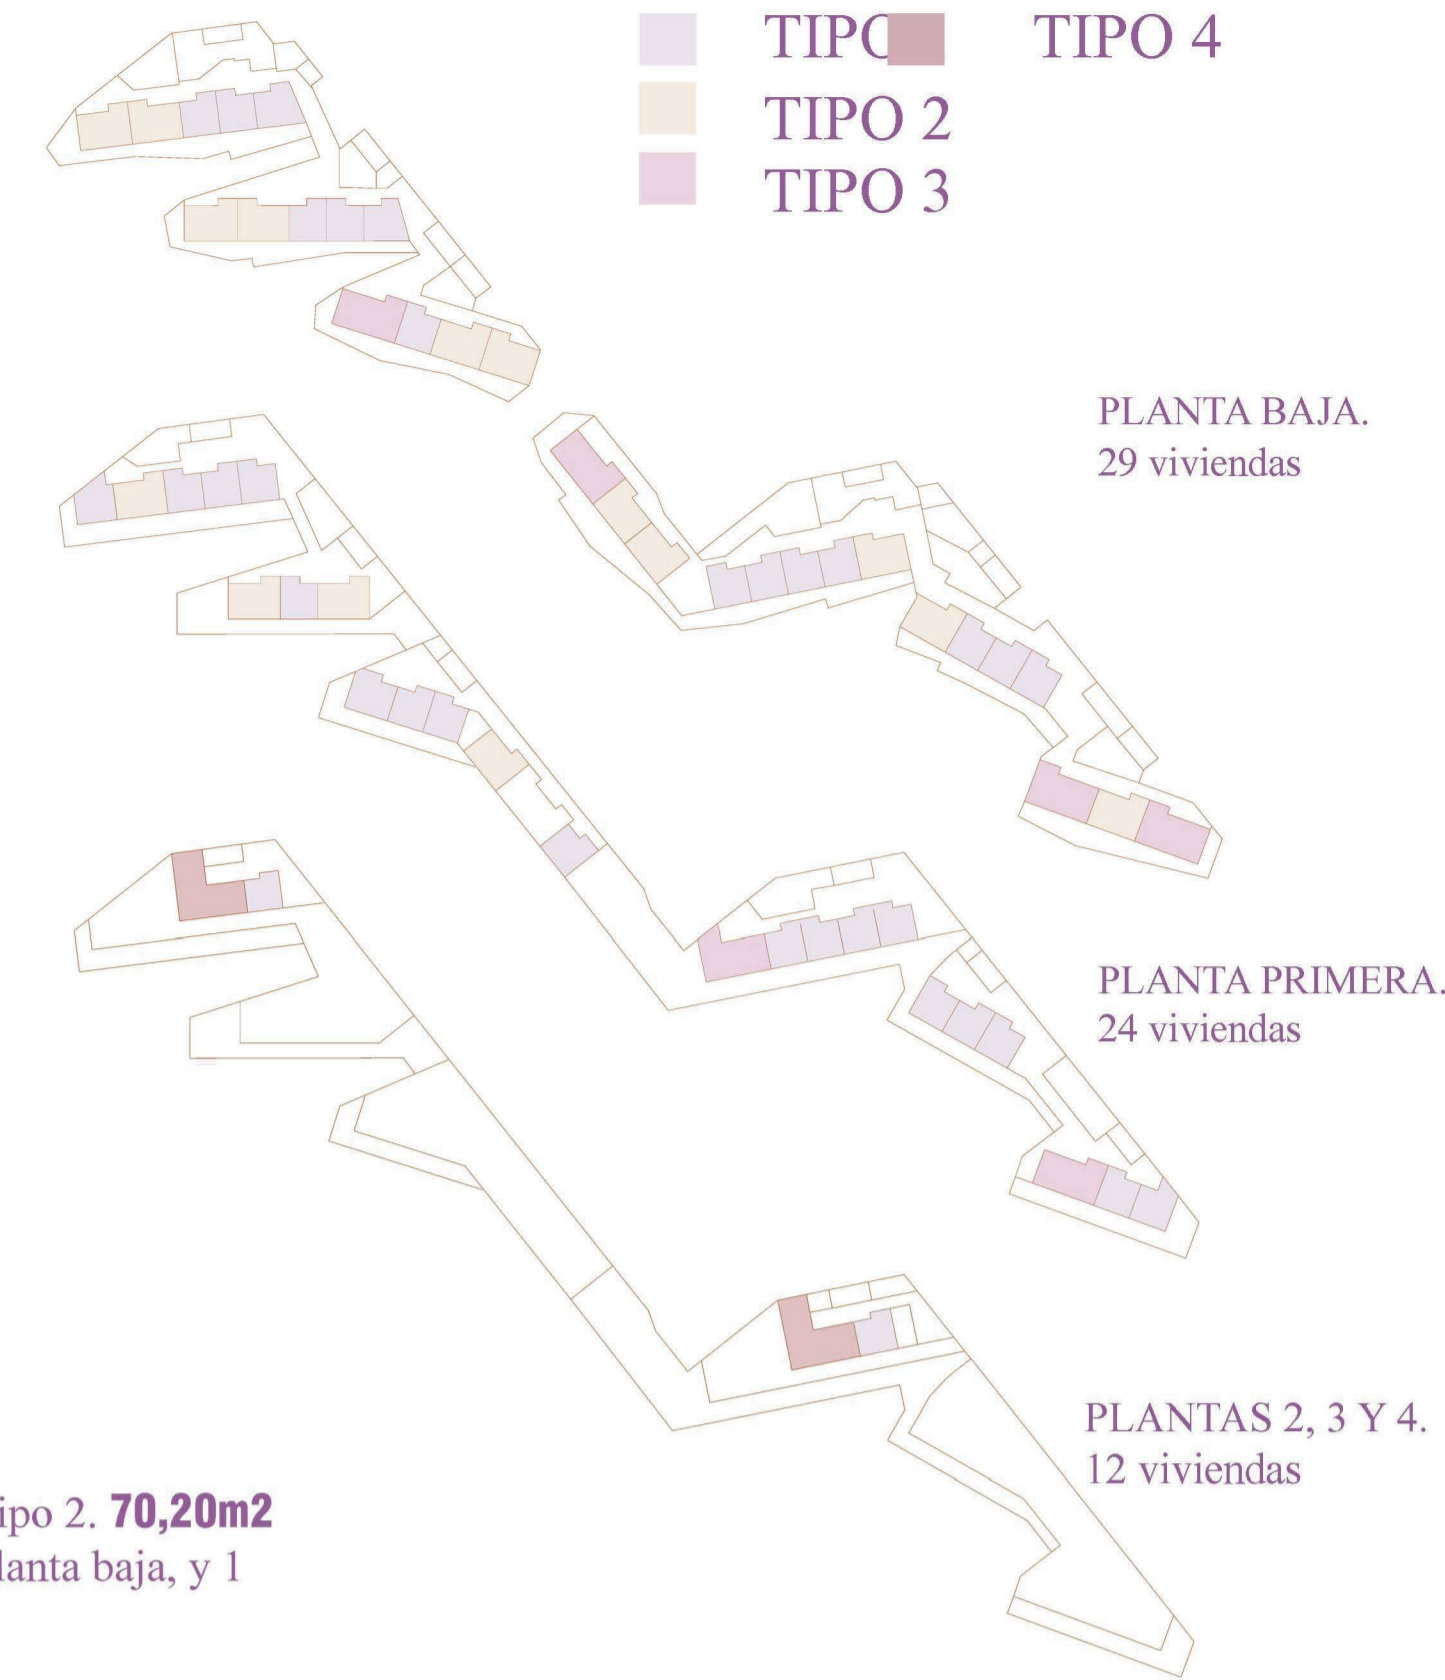 TIPO
TIPO 4
TIPO 2
TIPO 3
PLANTA BAJA.
29 viviendas
PLANTA PRIMERA.
24 viviendas
PLANTAS 2, 3 Y 4.
12 viviendas
ipo 2. 70,20m2
lanta baja, y 1